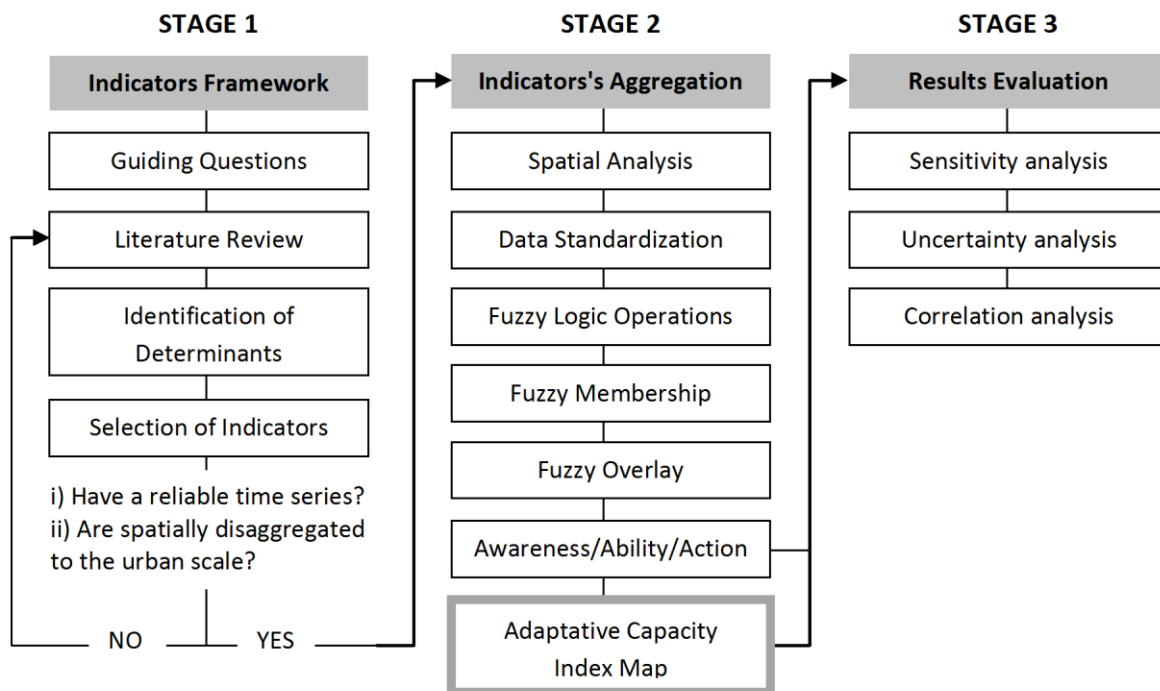 STAGE 1
Indicators Framework
Guiding Questions
Literature Review
Identification of
Determinants
Selection of Indicators
i) Have a reliable time series?
ii) Are spatially disaggregated
to the urban scale?
NO
YES
STAGE 2
Indicators's Aggregation
Spatial Analysis
Data Standardization
Fuzzy Logic Operations
Fuzzy Membership
Fuzzy Overlay
Awareness/Ability/Action
Adaptative Capacity
Index Map
STAGE 3
Results Evaluation
Sensitivity analysis
Uncertainty analysis
Correlation analysis